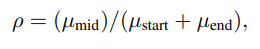 ρ = (μ_mid)/(μ_start + μ_end),